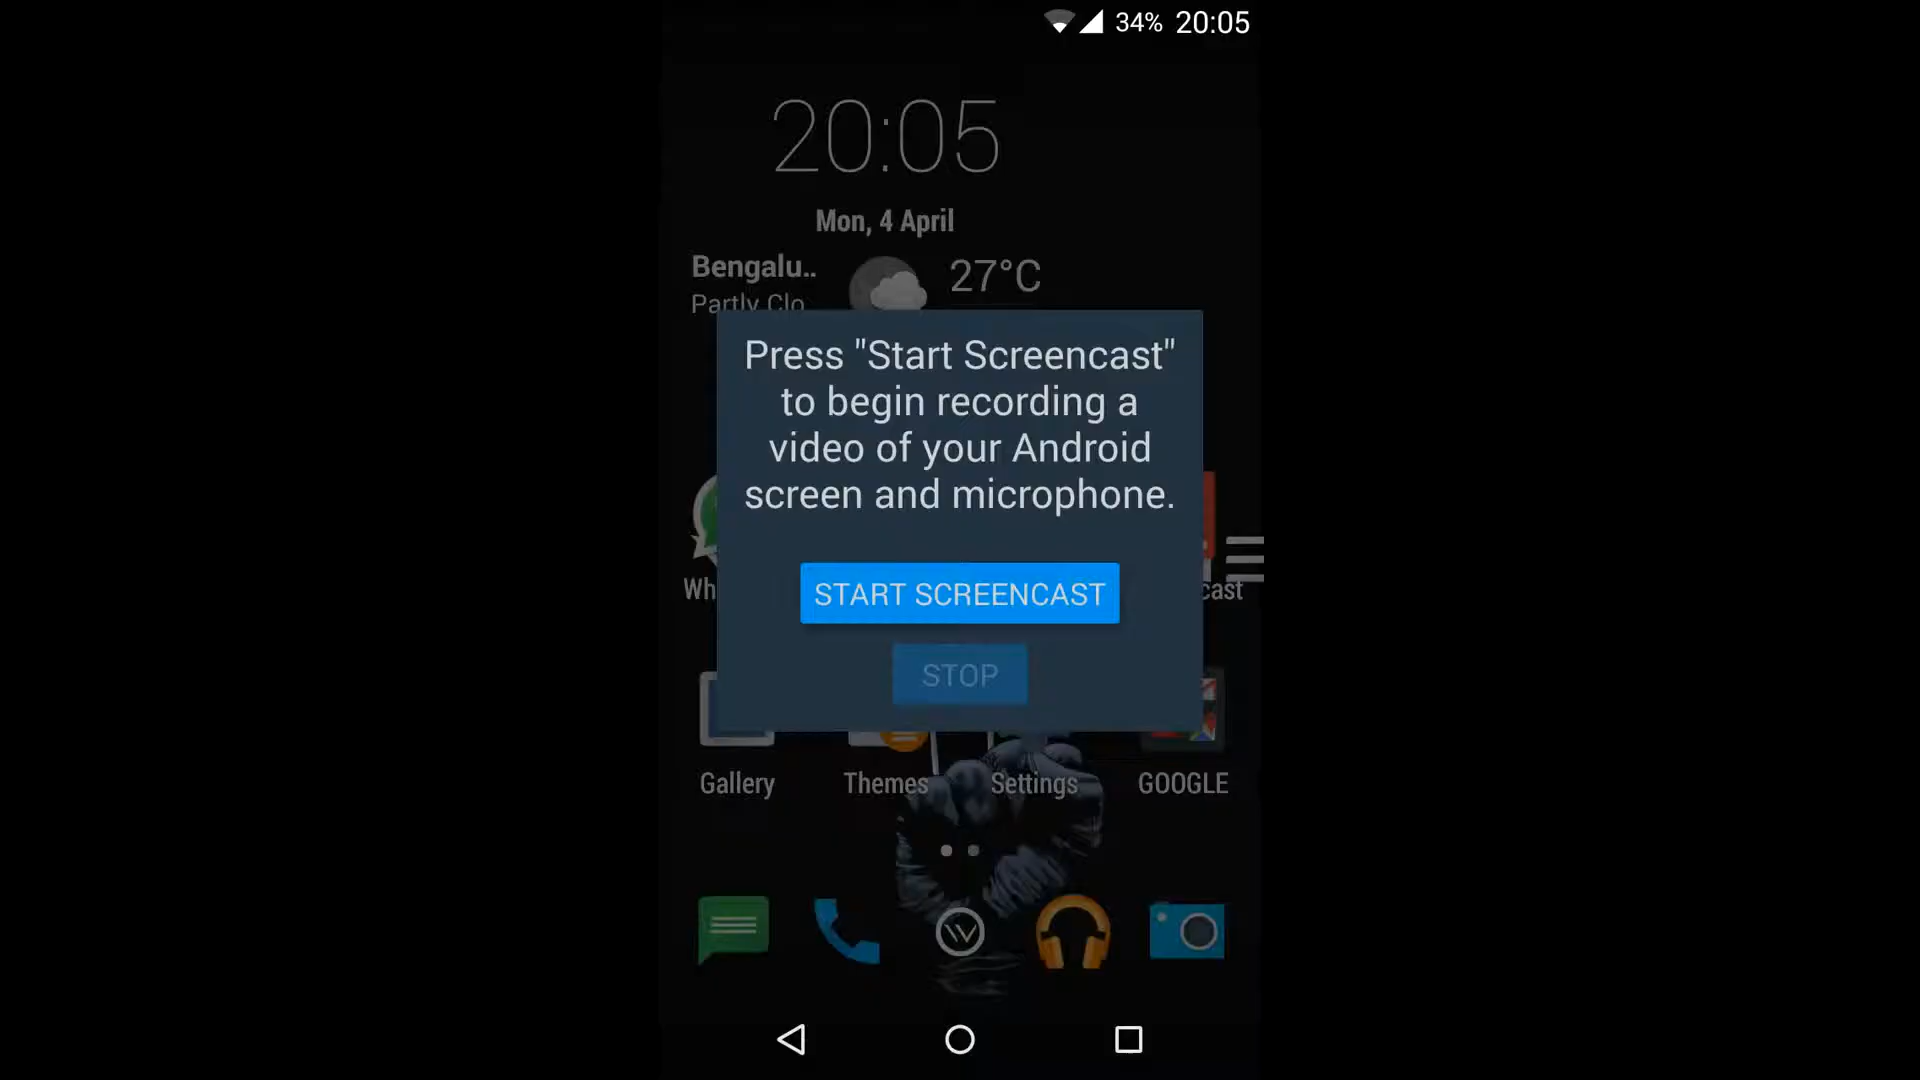 34% 20:05
20:05
Mon, 4 April
Bengalu..
27°C
Partly Clo
Press "Start Screencast"
to begin recording a
video of your Android
screen and microphone.
START SCREENCAST
Wh
cast
STOP
Gallery
Themes
Settings
GOOGLE